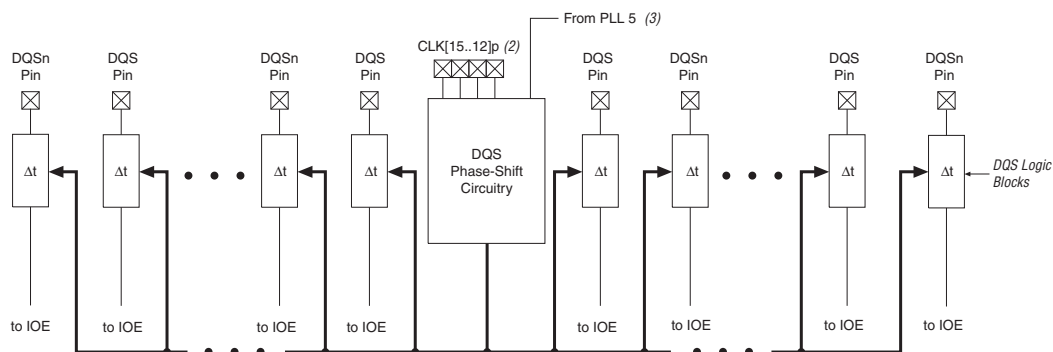 From PLL 5 (3)
CLK[15..12]p (2)
DQSn
Pin
DQS
Pin
DQSn
Pin
DQS
Pin
DQS
Pin
DQSn
Pin
DQS
Pin
DQSn
Pin
Δt
Δt
Δt
Δt
DQS
Phase-Shift
Circuitry
Δt
Δt
Δt
Δt
DQS Logic
Blocks
to IOE
to IOE
to IOE
to IOE
to IOE
to IOE
to IOE
to IOE